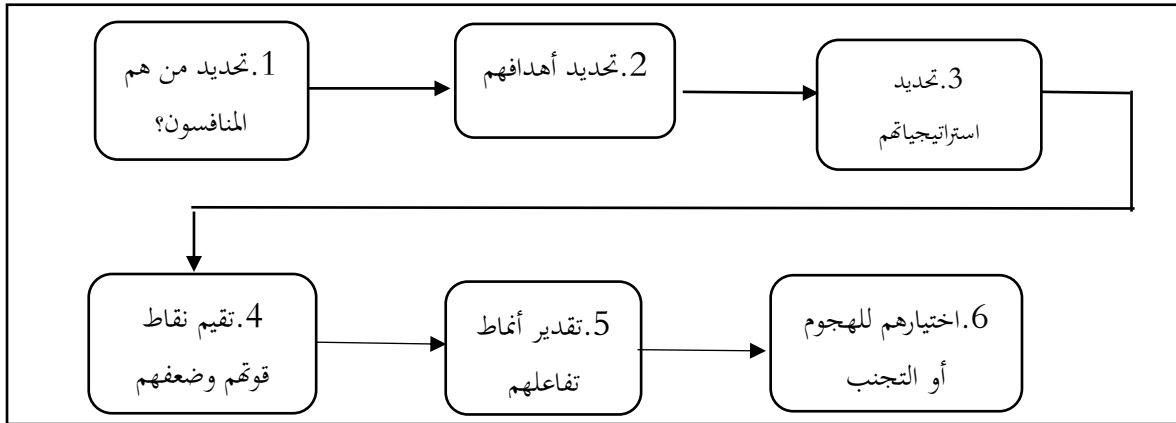 1.تحديد من هم
المنافسون؟
2.تحديد أهدافهم
3.تحديد
استراتيجياتهم
4.تقيم نقاط
قوتهم وضعفهم
5.تقدير أنماط
تفاعلهم
6.اختيارهم للهجوم
أو التجنب